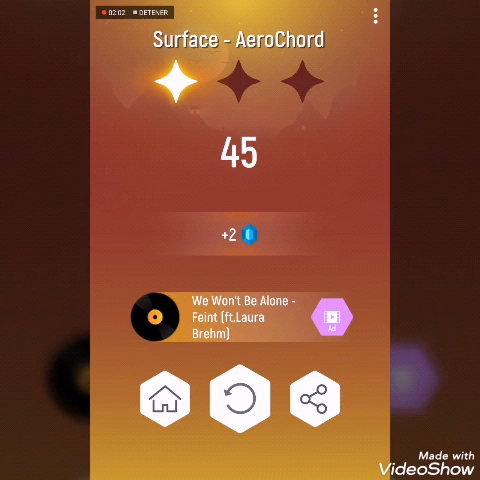 02:02 DETENER
Surface - AeroChord
45
+2
We Won't Be Alone -
Feint (ft.Laura
Brehm)
Ad
Made with
VideoShow